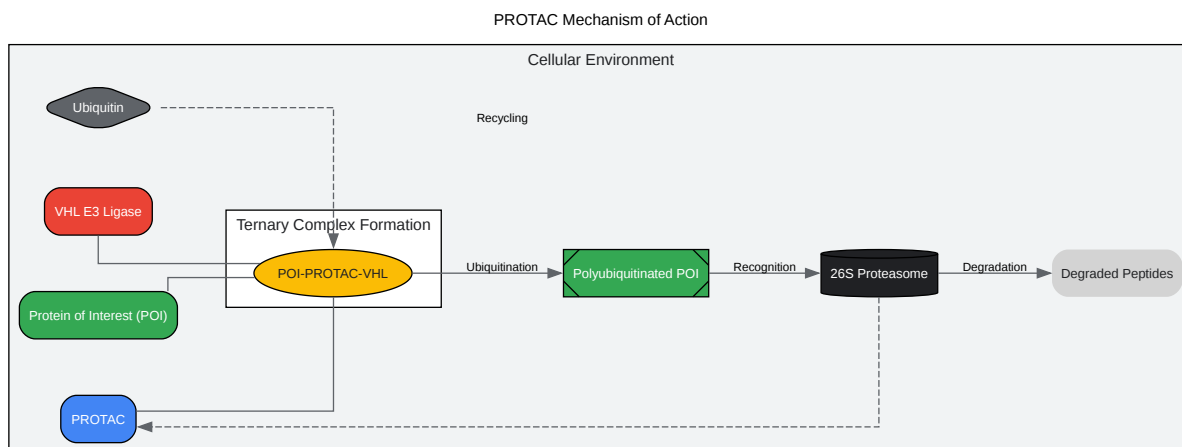 PROTAC Mechanism of Action
Cellular Environment
Ubiquitin
Recycling
VHL E3 Ligase
Ternary Complex Formation
POI-PROTAC-VHL
Ubiquitination
Polyubiquitinated POI
Recognition
26S Proteasome
Degradation
Degraded Peptides
Protein of Interest (POI)
PROTAC